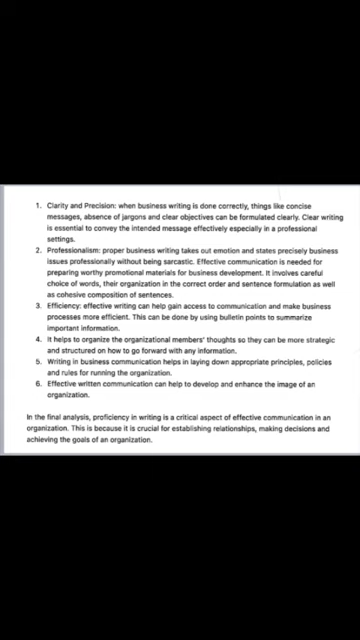 1. Clarity and Precision: when business writing is done correctly, things like concise
messages, absence of jargons and clear objectives can be formulated clearly. Clear writing
is essential to convey the intended message effectively especially in a professional
settings.
2. Professionalism: proper business writing takes out emotion and states precisely business
issues professionally without being sarcastic. Effective communication is needed for
preparing worthy promotional materials for business development. It involves careful
choice of words, their organization in the correct order and sentence formulation as well
as cohesive composition of sentences.
3. Efficiency: effective writing can help gain access to communication and make business
processes more efficient. This can be done by using bulletin points to summarize
important information.
4. It helps to organize the organizational members' thoughts so they can be more strategic
and structured on how to go forward with any information.
5. Writing in business communication helps in laying down appropriate principles, policies
and rules for running the organization.
6. Effective written communication can help to develop and enhance the image of an
organization.
In the final analysis, proficiency in writing is a critical aspect of effective communication in an
organization. This is because it is crucial for establishing relationships, making decisions and
achieving the goals of an organization.